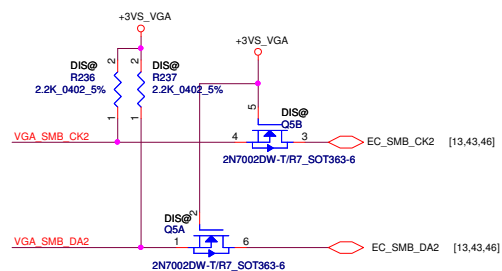 +3VS_VGA
+3VS_VGA
DIS@ DIS@
R236 R237
2.2K_0402_5% 2.2K_0402_5%
2 2
1 1
5
DIS@
Q5B
VGA_SMB_CK2 4 3 EC_SMB_CK2 [13,43,46]
2N7002DW-T/R7_SOT363-6
2
DIS@
Q5A
VGA_SMB_DA2 1 6 EC_SMB_DA2 [13,43,46]
2N7002DW-T/R7_SOT363-6